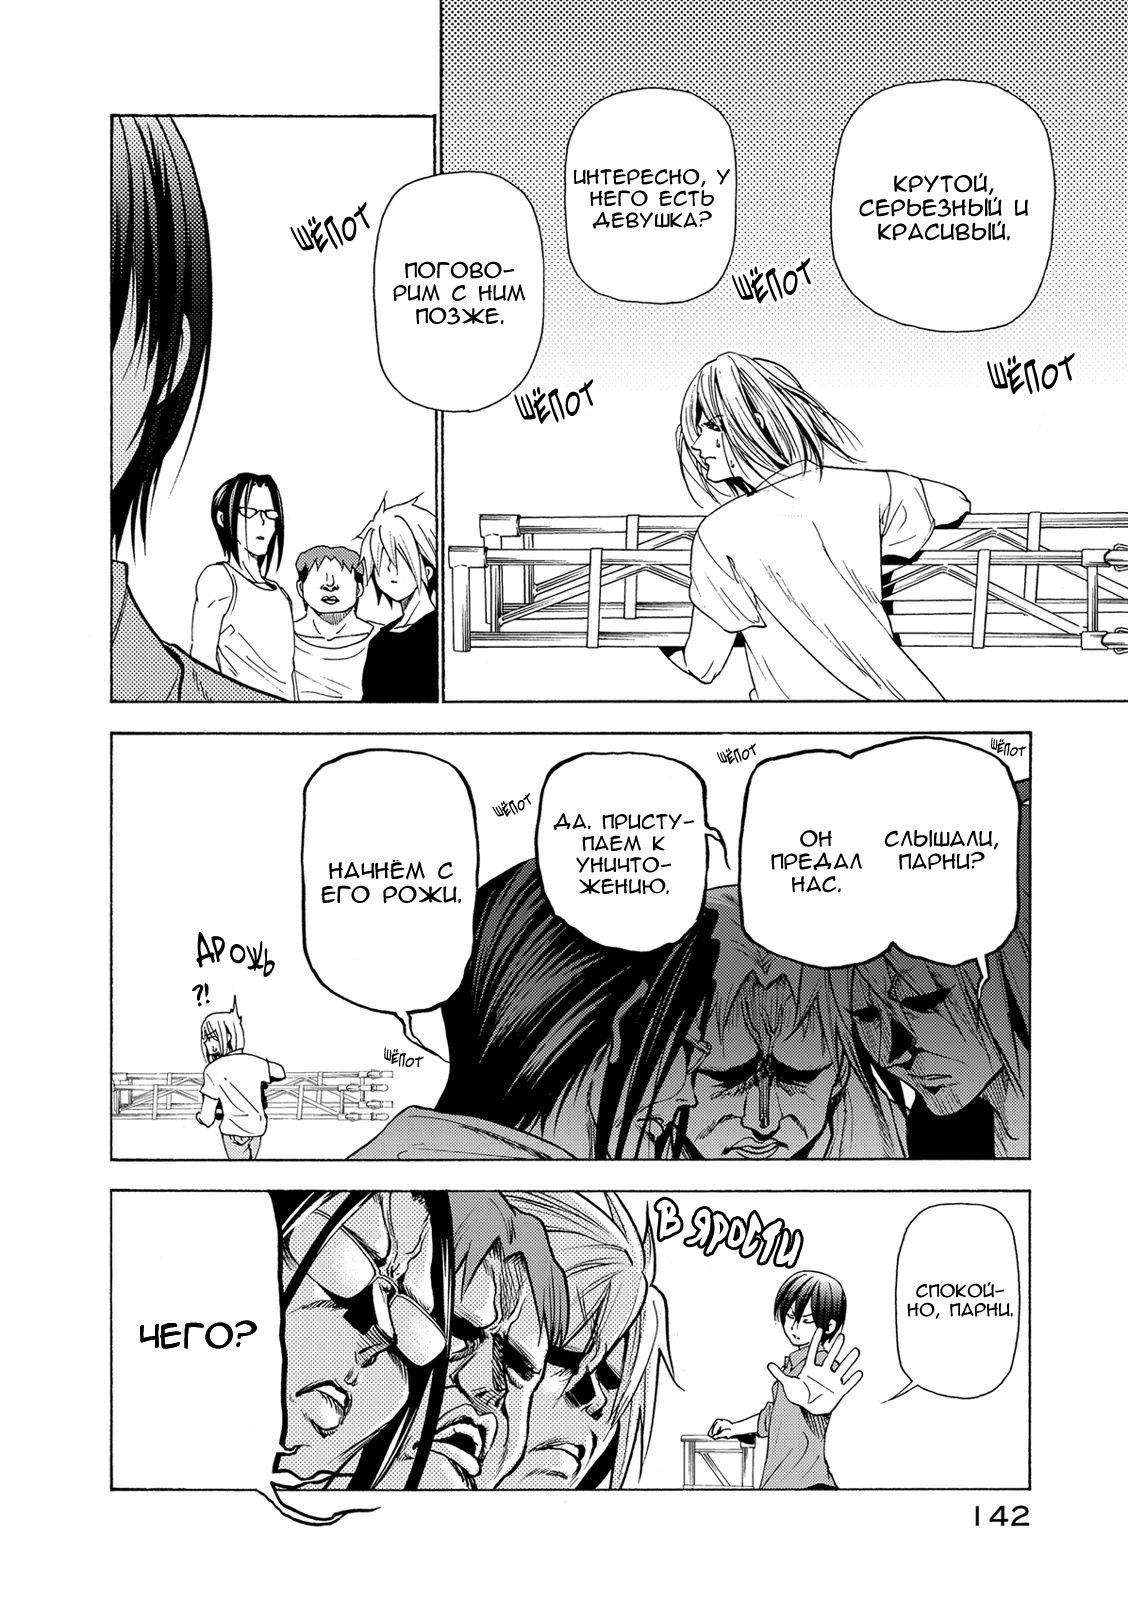 КРУТОЙ,
СЕРЬЕЗНЫЙ И
КРАСИВЫЙ.
ИНТЕРЕСНО, У
НЕГО ЕСТЬ
ДЕВУШКА?
ШЁПОТ
ШЁПОТ
ШЁПОТ
ПОГОВО-
РИМ С НИМ
ПОЗЖЕ.
ШЁПОТ
ШЁПОТ
СЛЫШАЛИ,
ПАРНИ?
ОН
ПРЕДАЛ
НАС.
ШЁПОТ
ДА. ПРИСТУ-
ПАЕМ К
УНИЧТО-
ЖЕНИЮ.
ШЁПОТ
НАЧНЁМ С
ЕГО РОЖИ.
ШЁПОТ
ДРОЖЬ
?!
СПОКОЙ-
НО, ПАРНИ.
В ЯРОСТИ
ЧЕГО?
142